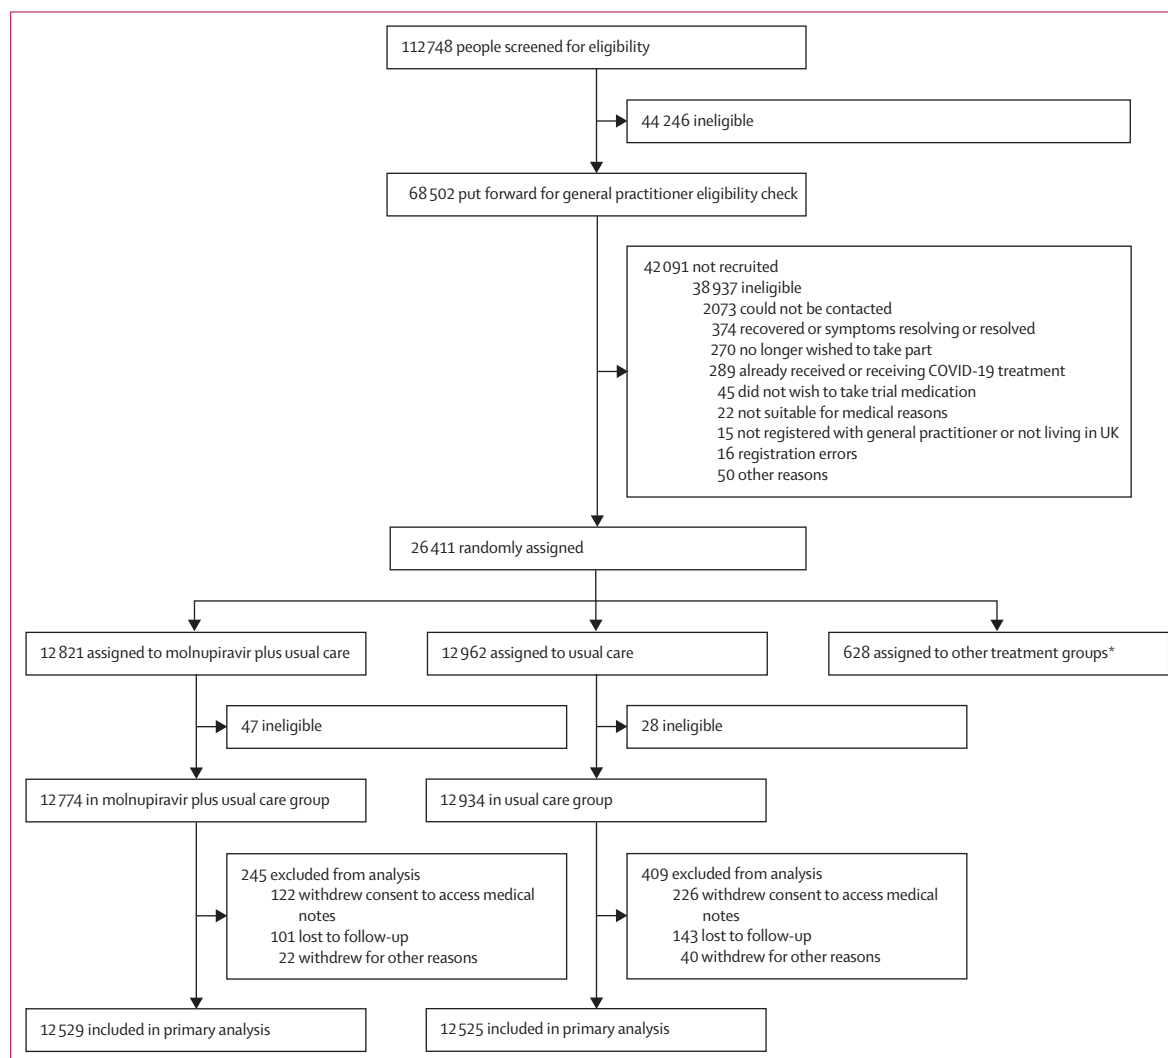 112 748 people screened for eligibility
44 246 ineligible
68 502 put forward for general practitioner eligibility check
42 091 not recruited
38 937 ineligible
2073 could not be contacted
374 recovered or symptoms resolving or resolved
270 no longer wished to take part
289 already received or receiving COVID-19 treatment
45 did not wish to take trial medication
22 not suitable for medical reasons
15 not registered with general practitioner or not living in UK
16 registration errors
50 other reasons
26 411 randomly assigned
12 821 assigned to molnupiravir plus usual care
12 962 assigned to usual care
628 assigned to other treatment groups*
47 ineligible
28 ineligible
12 774 in molnupiravir plus usual care group
12 934 in usual care group
245 excluded from analysis
122 withdrew consent to access medical
notes
101 lost to follow-up
22 withdrew for other reasons
409 excluded from analysis
226 withdrew consent to access medical
notes
143 lost to follow-up
40 withdrew for other reasons
12 529 included in primary analysis
12 525 included in primary analysis